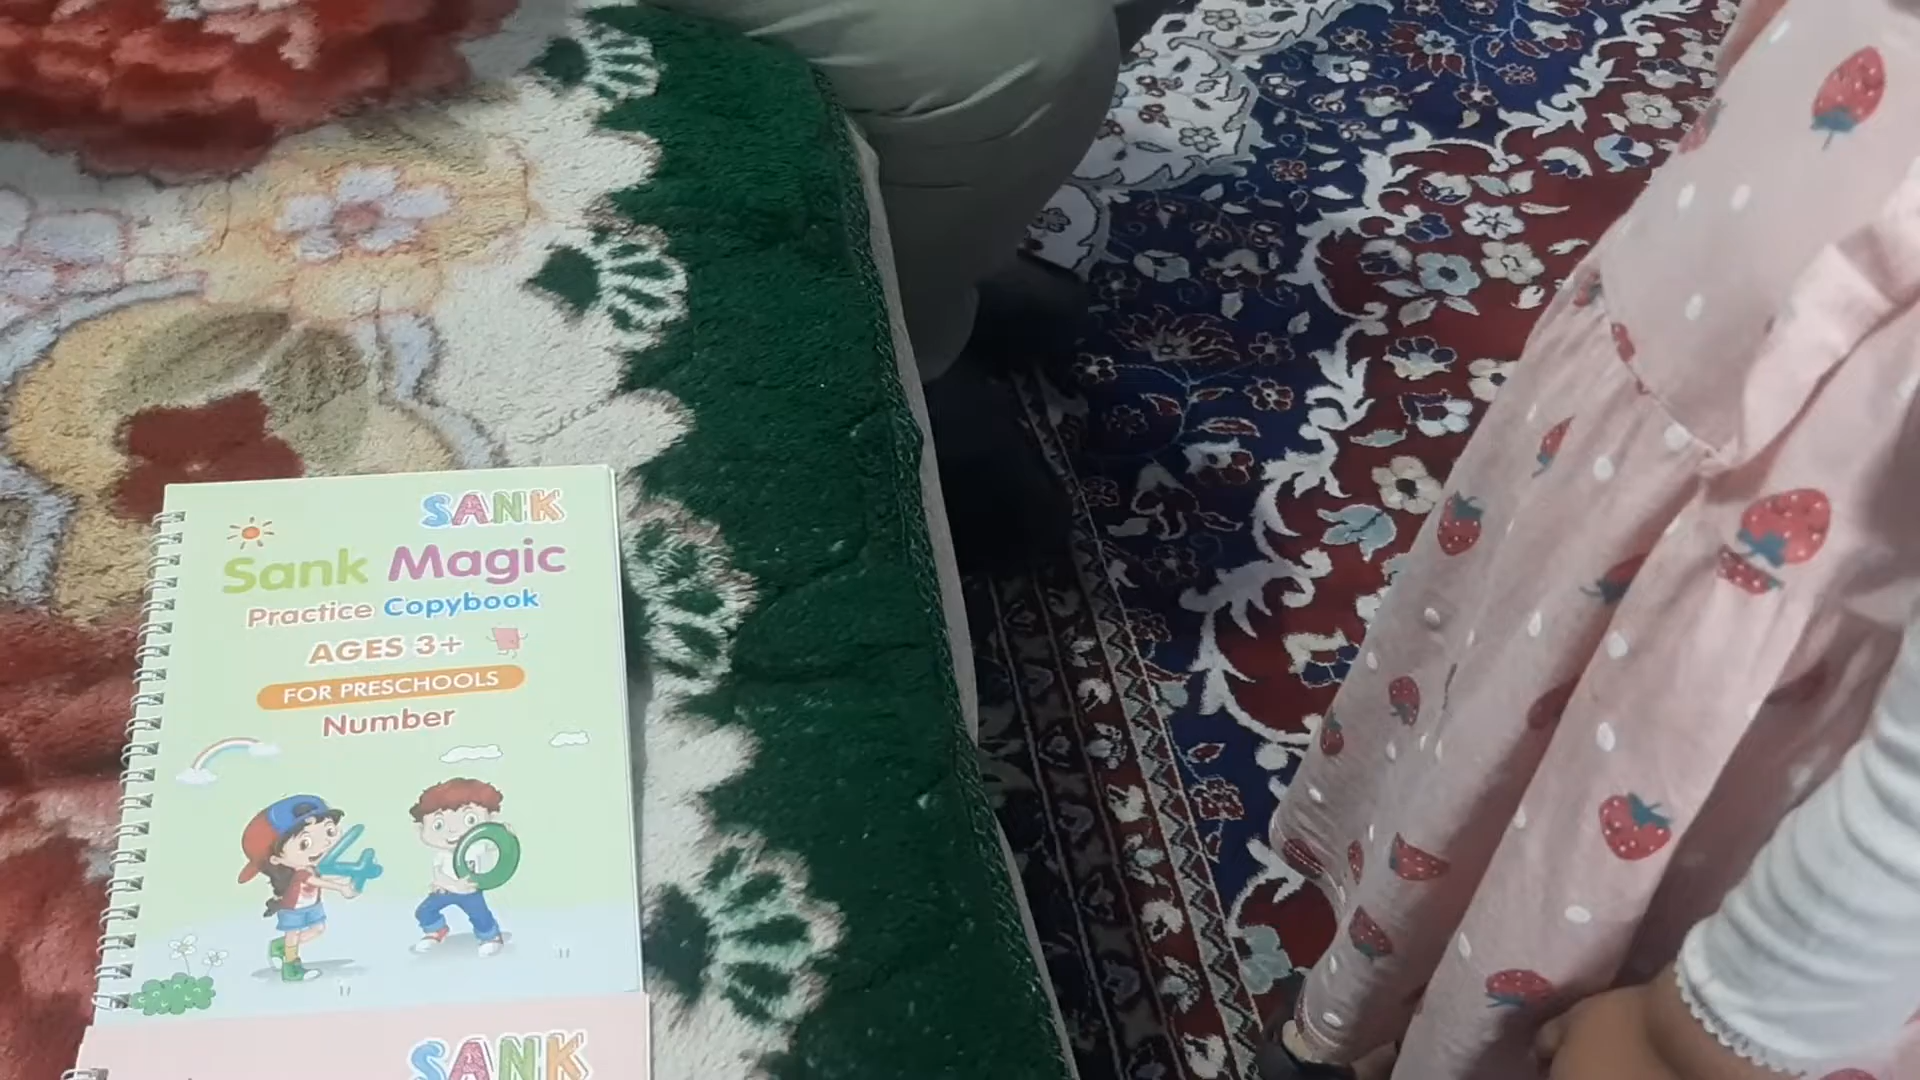 SANK
Sank Magic
Practice Copybook
AGES 3+
FOR PRESCHOOLS
Number
SANK